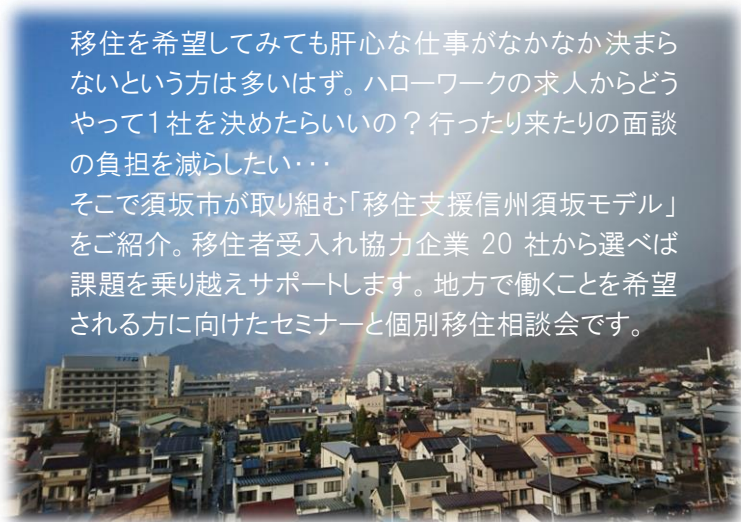 移住を希望してみても肝心な仕事がなかなか決まら
ないという方は多いはず。ハローワークの求人からどう
やって１社を決めたらいいの？行ったり来たりの面談
の負担を減らしたい・・・
そこで須坂市が取り組む「移住支援信州須坂モデル」
をご紹介。移住者受入れ協力企業 20 社から選べば
課題を乗り越えサポートします。地方で働くことを希望
される方に向けたセミナーと個別移住相談会です。